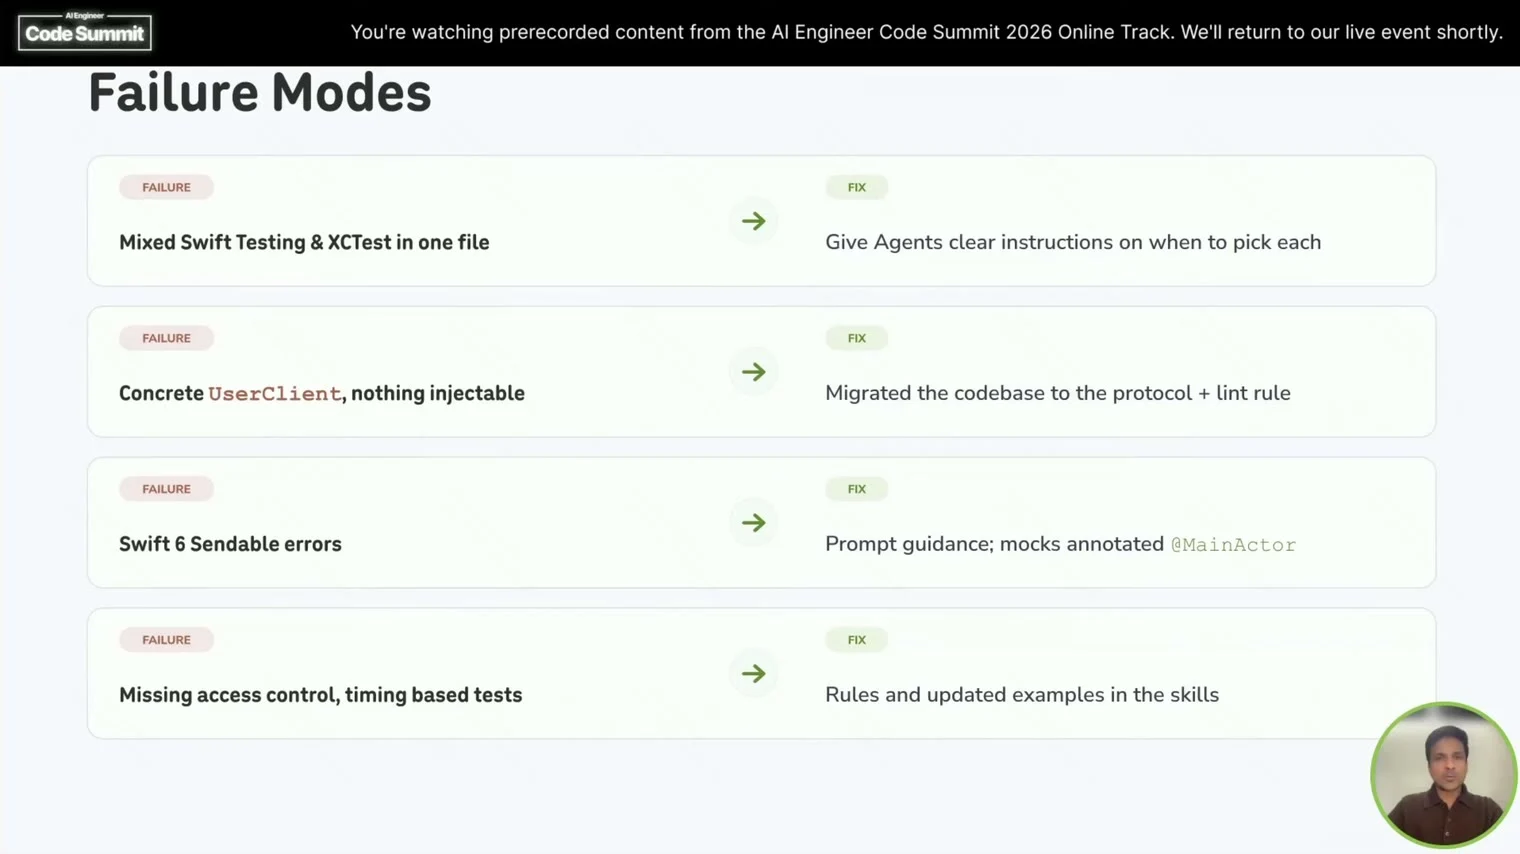 AI Engineer
Code Summit
You're watching prerecorded content from the AI Engineer Code Summit 2026 Online Track. We'll return to our live event shortly.
Failure Modes
FAILURE
Mixed Swift Testing & XCTest in one file
FIX
Give Agents clear instructions on when to pick each
FAILURE
Concrete UserClient, nothing injectable
FIX
Migrated the codebase to the protocol + lint rule
FAILURE
Swift 6 Sendable errors
FIX
Prompt guidance; mocks annotated @MainActor
FAILURE
Missing access control, timing based tests
FIX
Rules and updated examples in the skills